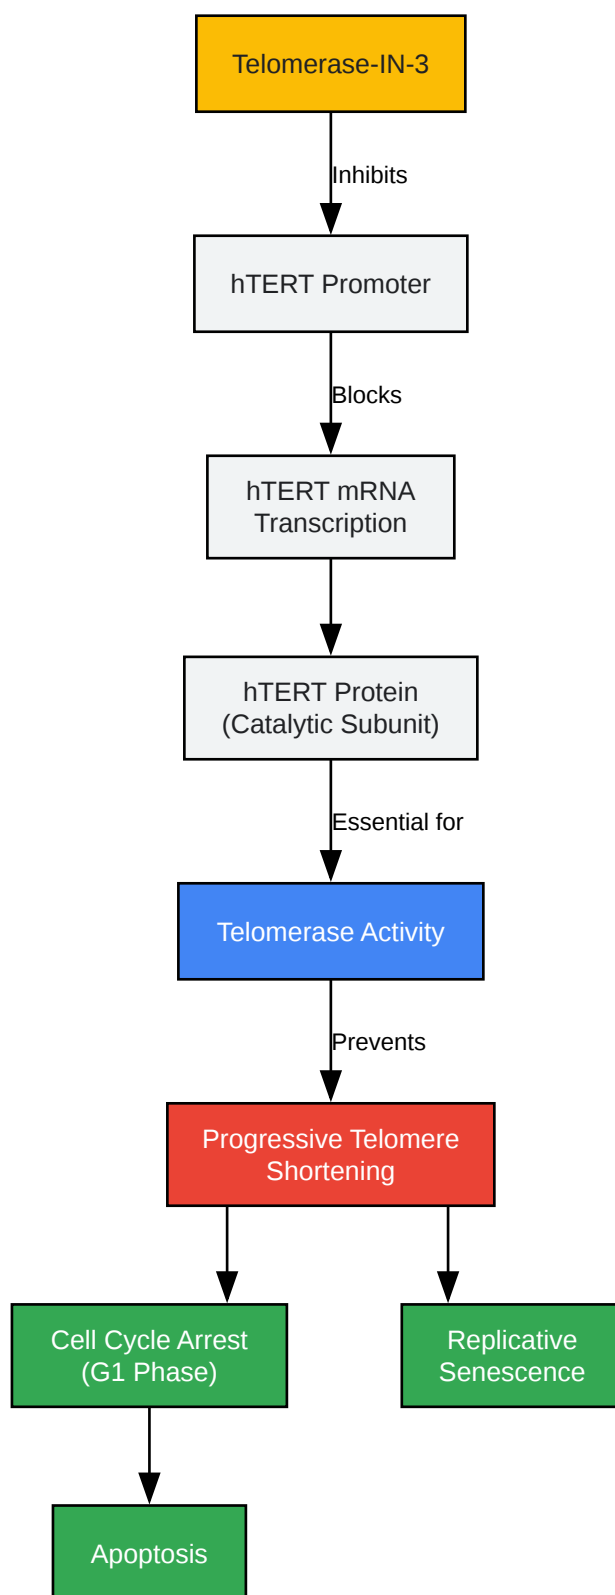 Telomerase-IN-3
Inhibits
hTERT Promoter
Blocks
hTERT mRNA
Transcription
hTERT Protein
(Catalytic Subunit)
Essential for
Telomerase Activity
Prevents
Progressive Telomere
Shortening
Cell Cycle Arrest
(G1 Phase)
Replicative
Senescence
Apoptosis